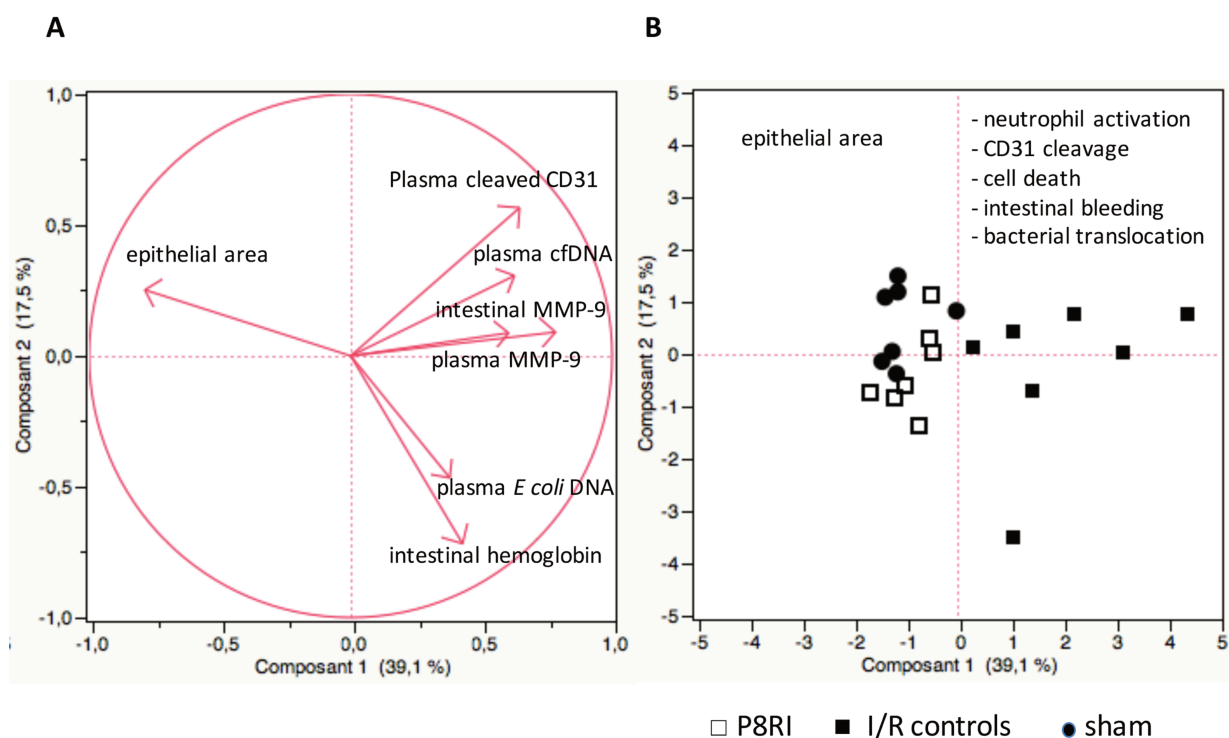 A
B
1,0
0,5
0,0
-0,5
-1,0
Composant 2 (17,5 %)
Plasma cleaved CD31
epithelial area
plasma cfDNA
intestinal MMP-9
plasma MMP-9
plasma E coli DNA
intestinal hemoglobin
-1,0
-0,5
0,0
0,5
1,0
Composant 1 (39,1 %)
5
4
3
2
1
0
-1
-2
-3
-4
-5
Composant 2 (17,5 %)
epithelial area
- neutrophil activation
- CD31 cleavage
- cell death
- intestinal bleeding
- bacterial translocation
-5
-4
-3
-2
-1
0
1
2
3
4
5
Composant 1 (39,1 %)
P8RI
I/R controls
sham